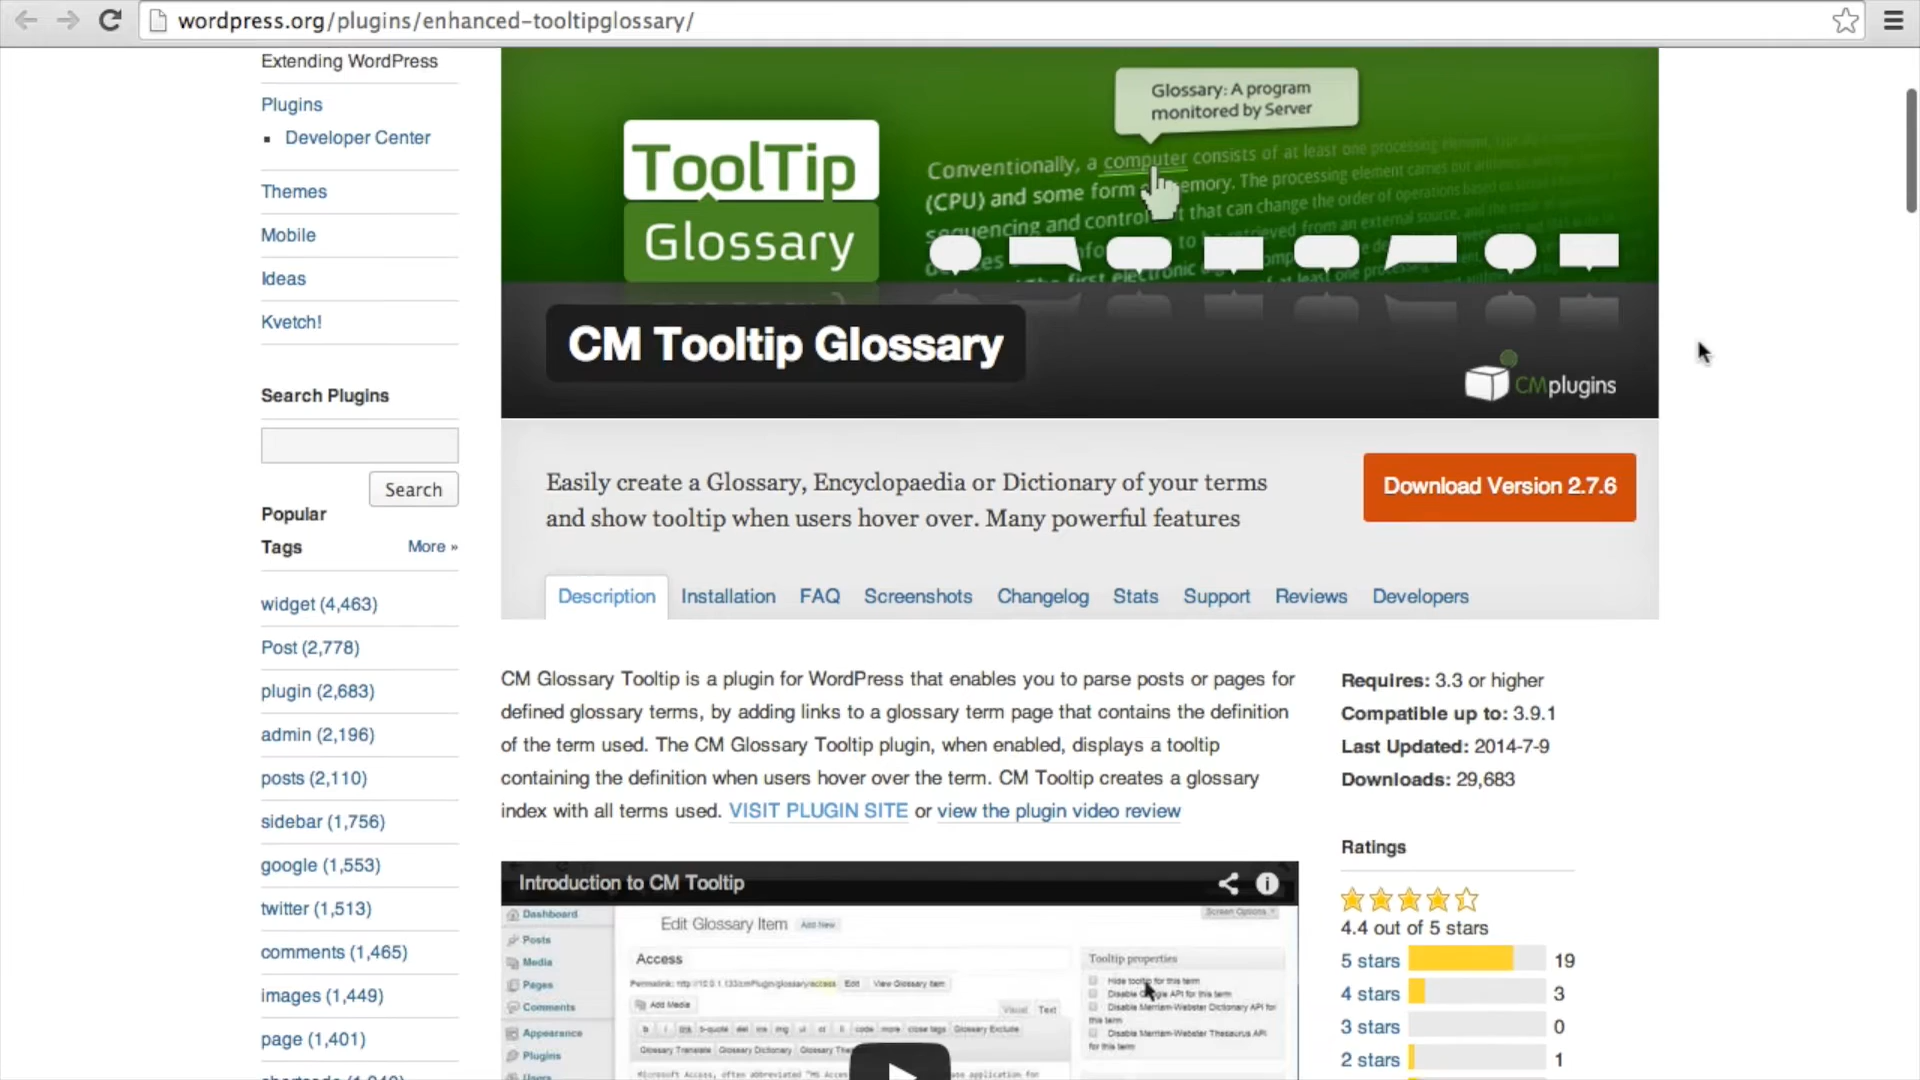 wordpress.org/plugins/enhanced-tooltipglossary/
Extending WordPress
Plugins
Developer Center
Themes
Mobile
Ideas
Kvetch!
Search Plugins
Search
Popular
Tags
More »
widget (4,463)
Post (2,778)
plugin (2,683)
admin (2,196)
posts (2,110)
sidebar (1,756)
google (1,553)
twitter (1,513)
comments (1,465)
images (1,449)
page (1,401)
ToolTip
Glossary
Glossary: A program
monitored by Server
Conventionally, a computer consists of at least one processing element,
(CPU) and some form memory. The processing element carries out
sequencing and control that can change the order of operations based on
to be retrieved from an external source,
CM Tooltip Glossary
CMplugins
Easily create a Glossary, Encyclopaedia or Dictionary of your terms
and show tooltip when users hover over. Many powerful features
Download Version 2.7.6
Description Installation FAQ Screenshots Changelog Stats Support Reviews Developers
CM Glossary Tooltip is a plugin for WordPress that enables you to parse posts or pages for
defined glossary terms, by adding links to a glossary term page that contains the definition
of the term used. The CM Glossary Tooltip plugin, when enabled, displays a tooltip
containing the definition when users hover over the term. CM Tooltip creates a glossary
index with all terms used. VISIT PLUGIN SITE or view the plugin video review
Introduction to CM Tooltip
Dashboard
Posts
Media
Pages
Comments
Appearance
Plugins
Users
Edit Glossary Item Add New
Screen Options
Access
Edit View Glossary Item
Add Media
Visual Text
b i link b-quote del ins img ul ol li code more close tags Glossary Exclude
Glossary Translate Glossary Dictionary
Tooltip properties
Hide tooltip for this term
Disable Google API for this term
Disable Merriam-Webster Dictionary API for
this term
Disable Merriam-Webster Thesaurus API
for this term
Requires: 3.3 or higher
Compatible up to: 3.9.1
Last Updated: 2014-7-9
Downloads: 29,683
Ratings
4.4 out of 5 stars
5 stars 19
4 stars 3
3 stars 0
2 stars 1